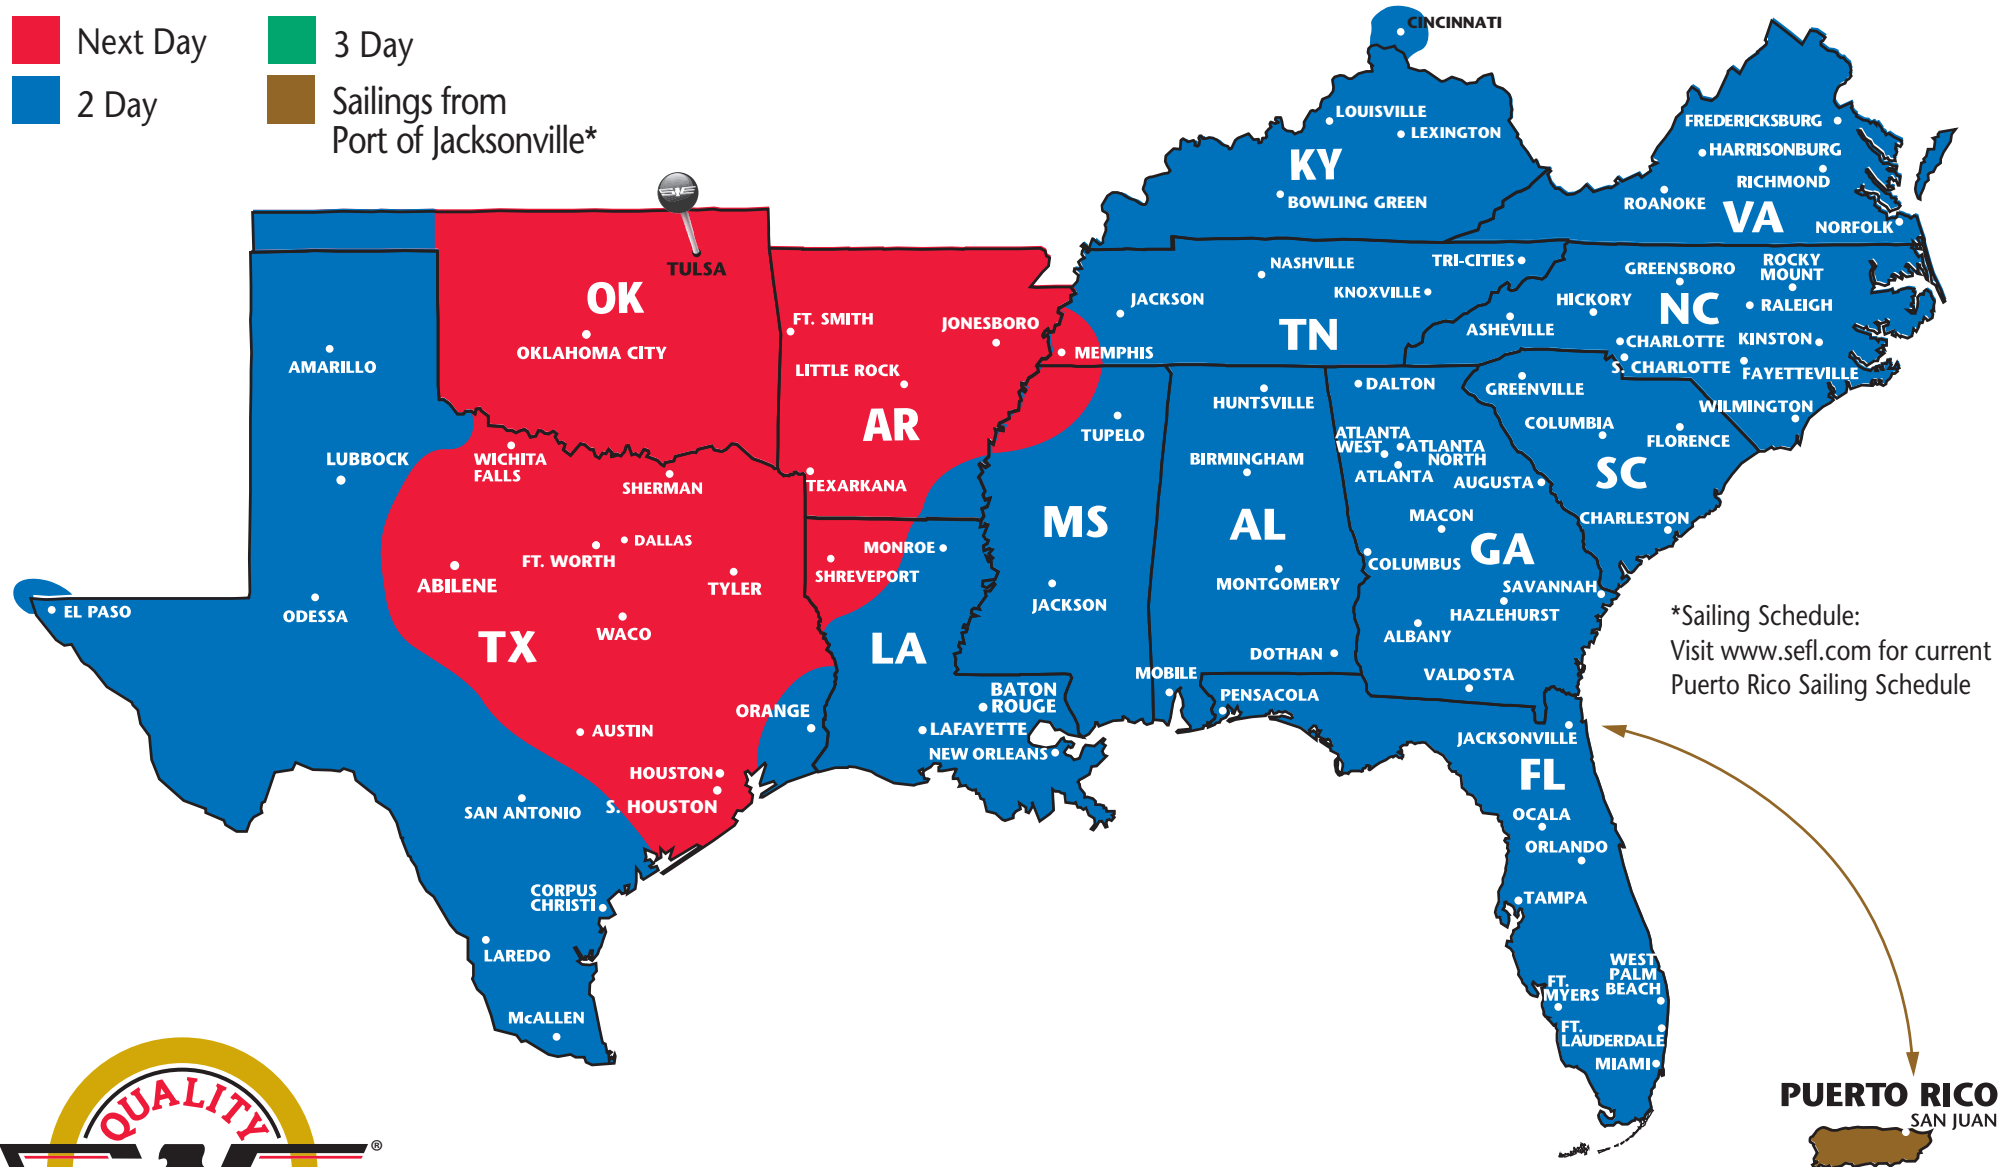 Next Day
3 Day
2 Day
Sailings from
Port of Jacksonville*
CINCINNATI
LOUISVILLE
LEXINGTON
KY
BOWLING GREEN
FREDERICKSBURG
HARRISONBURG
RICHMOND
ROANOKE
VA
NORFOLK
TULSA
OK
OKLAHOMA CITY
FT. SMITH
JONESBORO
LITTLE ROCK
AR
TEXARKANA
NASHVILLE
TRI-CITIES
KNOXVILLE
JACKSON
TN
MEMPHIS
GREENSBORO
ROCKY
MOUNT
HICKORY
NC
RALEIGH
ASHEVILLE
CHARLOTTE
KINSTON
S. CHARLOTTE
FAYETTEVILLE
WILMINGTON
AMARILLO
LUBBOCK
WICHITA
FALLS
SHERMAN
DALLAS
FT. WORTH
ABILENE
TYLER
EL PASO
ODESSA
WACO
TX
AUSTIN
ORANGE
HOUSTON
S. HOUSTON
SAN ANTONIO
CORPUS
CHRISTI
LAREDO
McALLEN
MONROE
SHREVEPORT
LA
BATON
ROUGE
LAFAYETTE
NEW ORLEANS
TUPELO
MS
JACKSON
HUNTSVILLE
BIRMINGHAM
AL
MONTGOMERY
DOTHAN
MOBILE
DALTON
ATLANTA
WEST
ATLANTA
NORTH
ATLANTA
AUGUSTA
MACON
GA
COLUMBUS
SAVANNAH
HAZLEHURST
ALBANY
VALDOSTA
GREENVILLE
COLUMBIA
FLORENCE
SC
CHARLESTON
PENSACOLA
JACKSONVILLE
FL
OCALA
ORLANDO
TAMPA
WEST
PALM
BEACH
FT.
MYERS
FT.
LAUDERDALE
MIAMI
*Sailing Schedule:
Visit www.sefl.com for current
Puerto Rico Sailing Schedule
PUERTO RICO
SAN JUAN
QUALITY
®